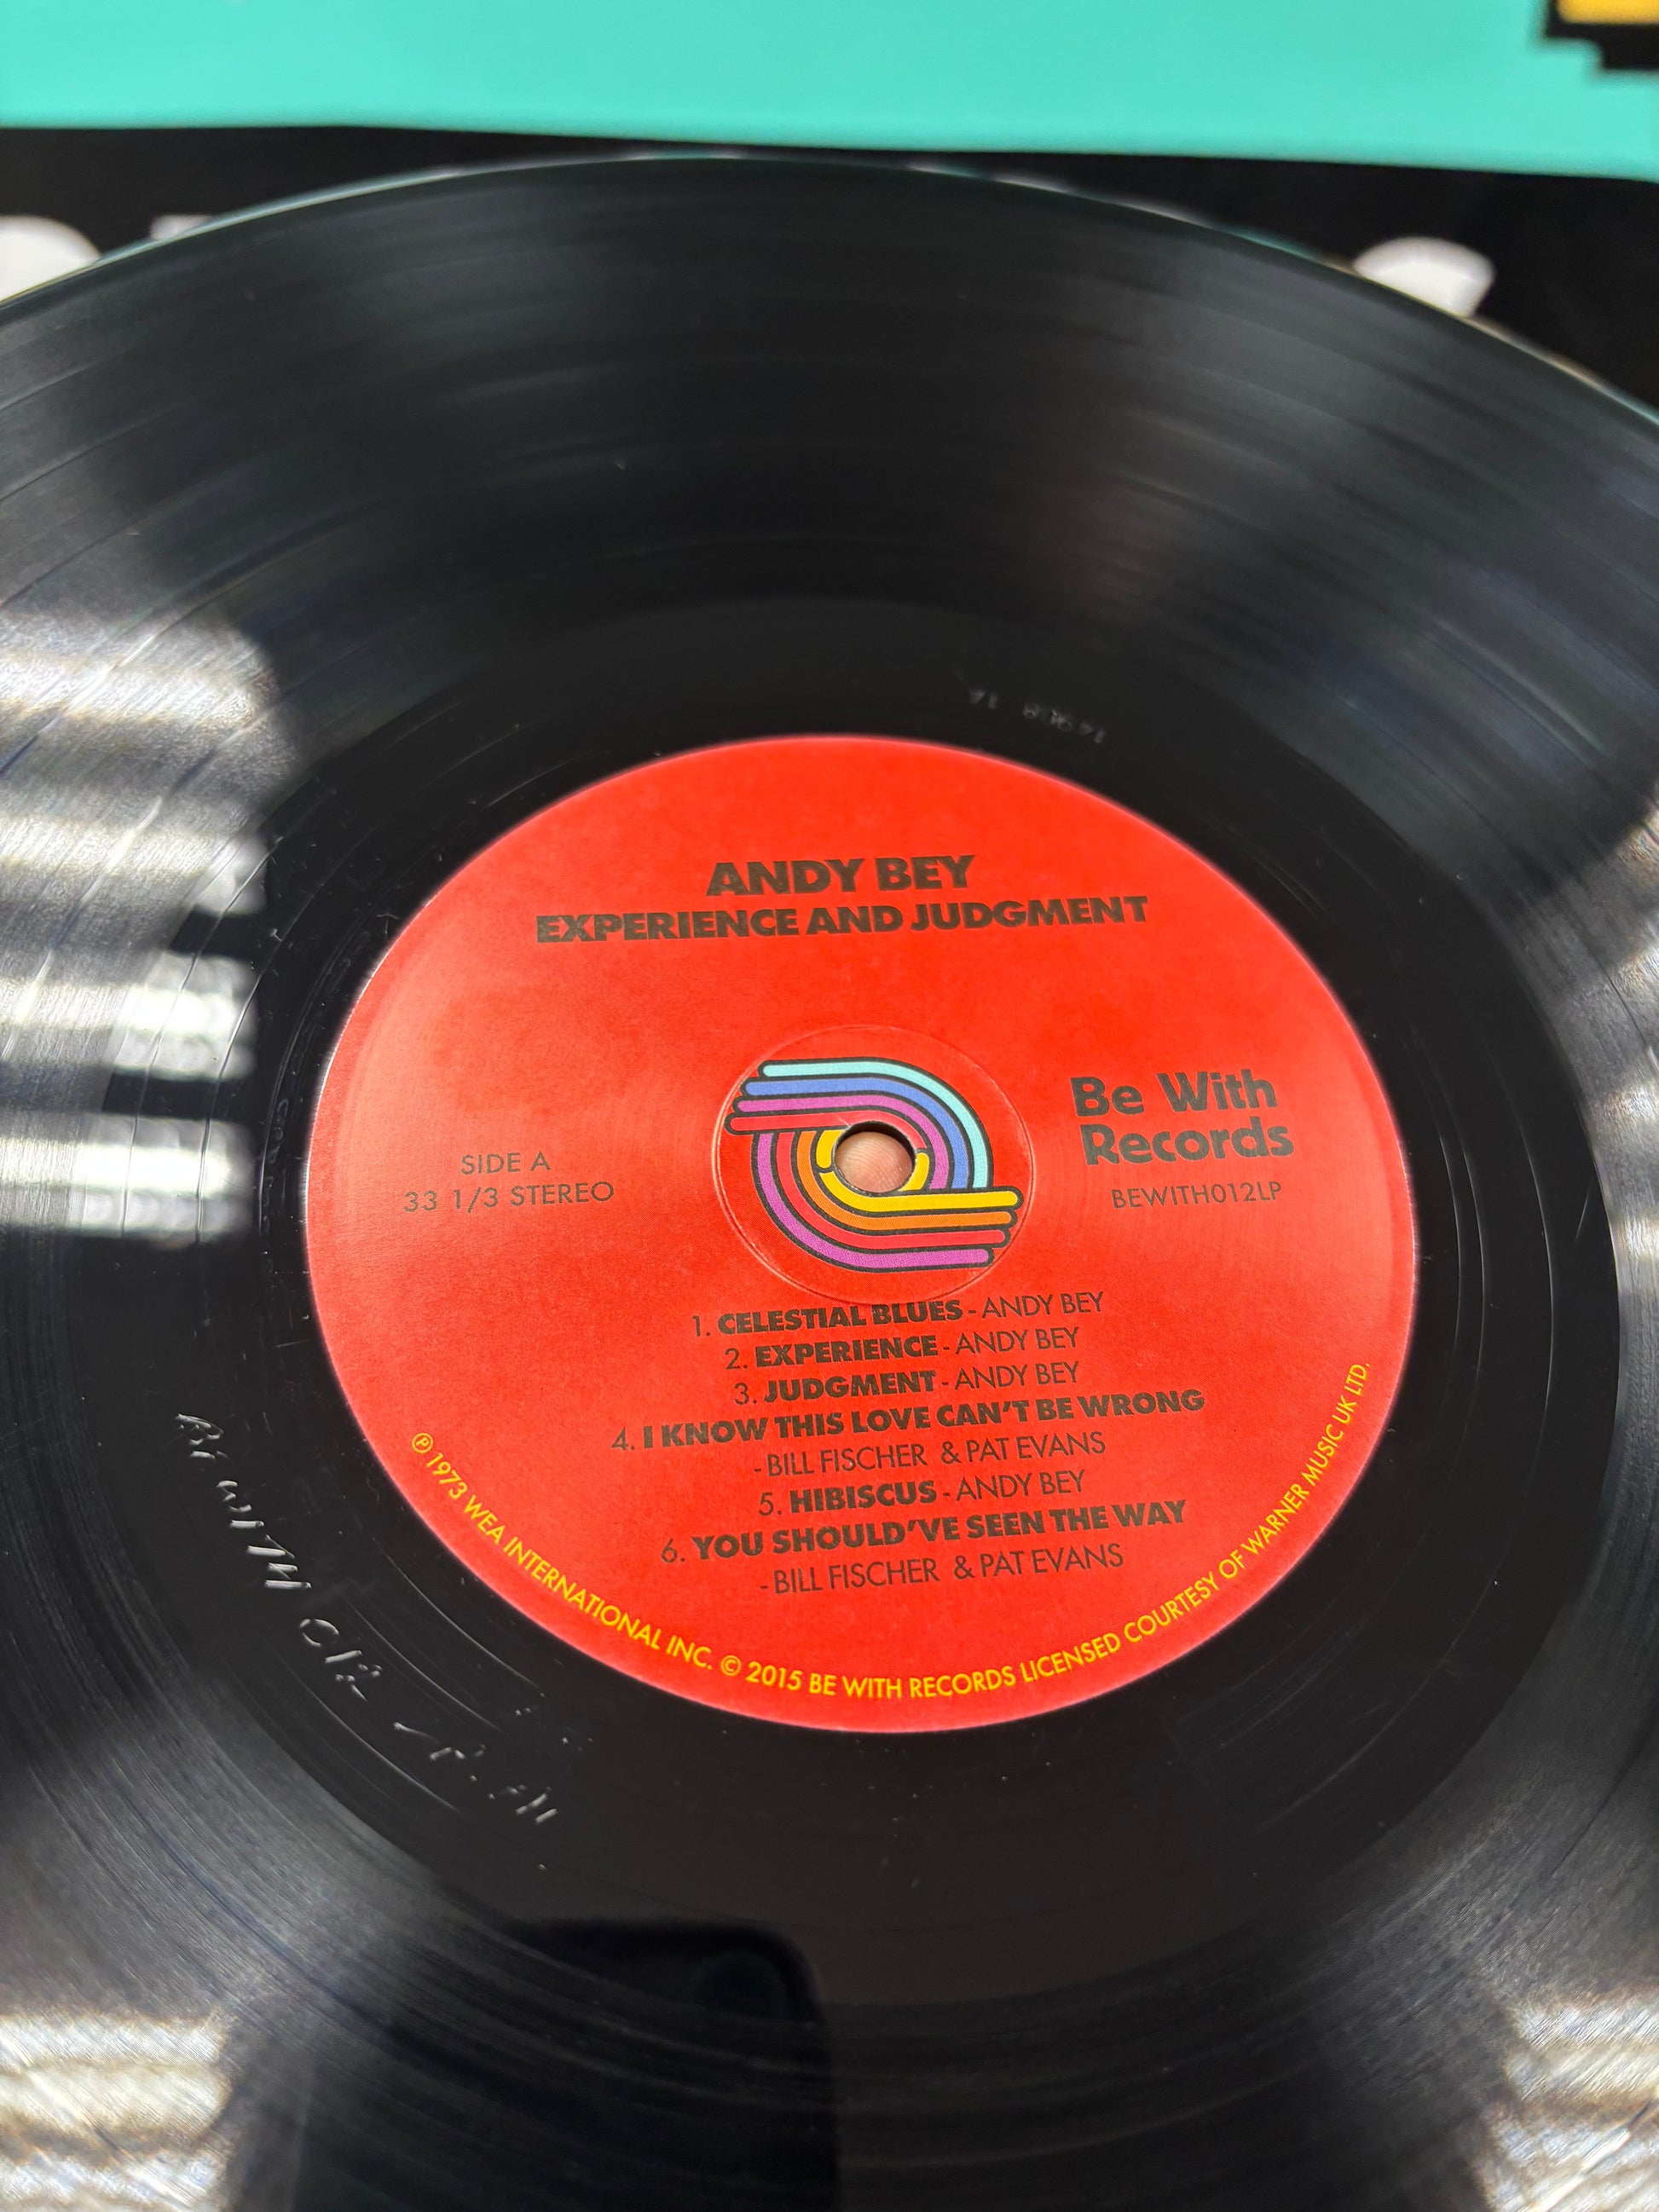 ANDY BEY
EXPERIENCE AND JUDGMENT
Be With
Records
BEWITH012LP
SIDE A
33 1/3 STEREO
1. CELESTIAL BLUES - ANDY BEY
2. EXPERIENCE - ANDY BEY
3. JUDGMENT - ANDY BEY
4. I KNOW THIS LOVE CAN'T BE WRONG
- BILL FISCHER & PAT EVANS
5. HIBISCUS - ANDY BEY
6. YOU SHOULD'VE SEEN THE WAY
- BILL FISCHER & PAT EVANS
℗ 1973 WEA INTERNATIONAL INC. © 2015 BE WITH RECORDS LICENSED COURTESY OF WARNER MUSIC UK LTD.
14908 1A